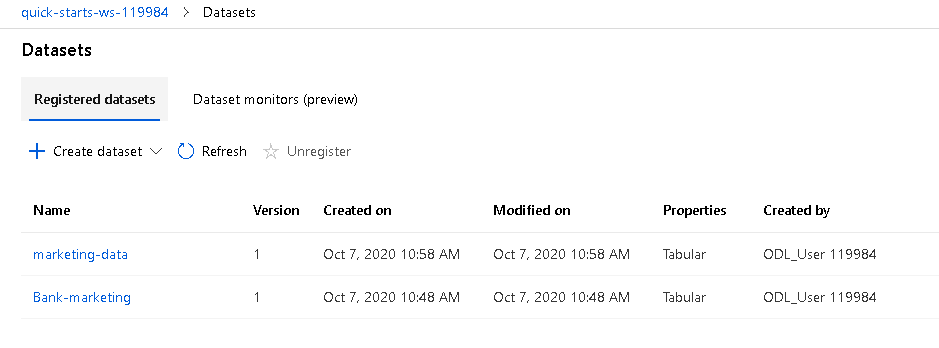 quick-starts-ws-119984 > Datasets
Datasets
Registered datasets Dataset monitors (preview)
Create dataset Refresh Unregister
Name Version Created on Modified on Properties Created by
marketing-data 1 Oct 7, 2020 10:58 AM Oct 7, 2020 10:58 AM Tabular ODL_User 119984
Bank-marketing 1 Oct 7, 2020 10:48 AM Oct 7, 2020 10:48 AM Tabular ODL_User 119984